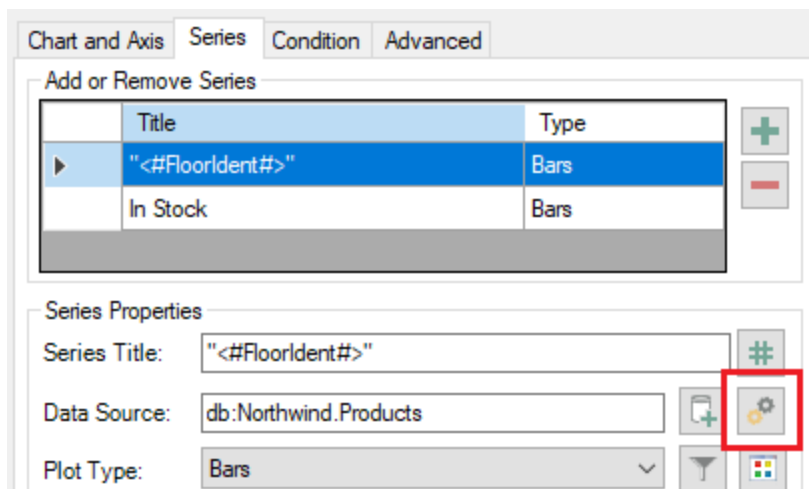 Chart and Axis Series Condition Advanced
Add or Remove Series
Title Type
"<#FloorIdent#>" Bars
In Stock Bars
Series Properties
Series Title: "<#FloorIdent#>" #
Data Source: db:Northwind.Products
Plot Type: Bars